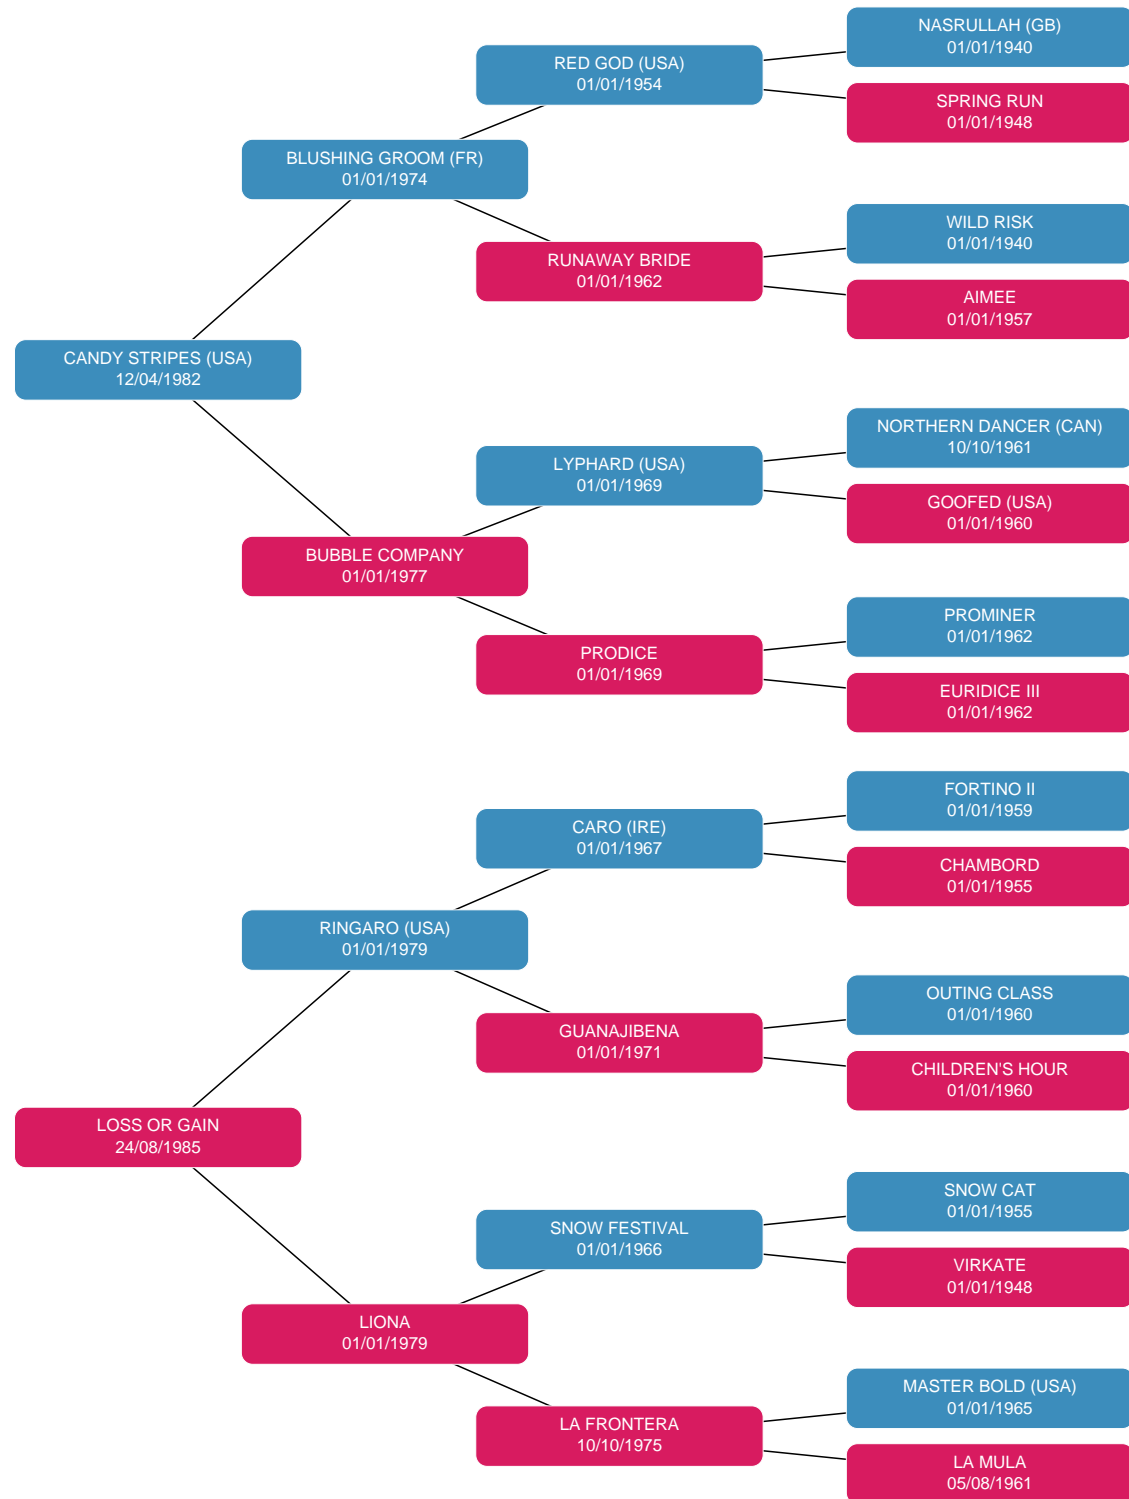 NASRULLAH (GB)
01/01/1940
RED GOD (USA)
01/01/1954
SPRING RUN
01/01/1948
BLUSHING GROOM (FR)
01/01/1974
WILD RISK
01/01/1940
RUNAWAY BRIDE
01/01/1962
AIMEE
01/01/1957
CANDY STRIPES (USA)
12/04/1982
NORTHERN DANCER (CAN)
10/10/1961
LYPHARD (USA)
01/01/1969
GOOFED (USA)
01/01/1960
BUBBLE COMPANY
01/01/1977
PROMINER
01/01/1962
PRODICE
01/01/1969
EURIDICE III
01/01/1962
FORTINO II
01/01/1959
CARO (IRE)
01/01/1967
CHAMBORD
01/01/1955
RINGARO (USA)
01/01/1979
OUTING CLASS
01/01/1960
GUANAJIBENA
01/01/1971
CHILDREN'S HOUR
01/01/1960
LOSS OR GAIN
24/08/1985
SNOW CAT
01/01/1955
SNOW FESTIVAL
01/01/1966
VIRKATE
01/01/1948
LIONA
01/01/1979
MASTER BOLD (USA)
01/01/1965
LA FRONTERA
10/10/1975
LA MULA
05/08/1961